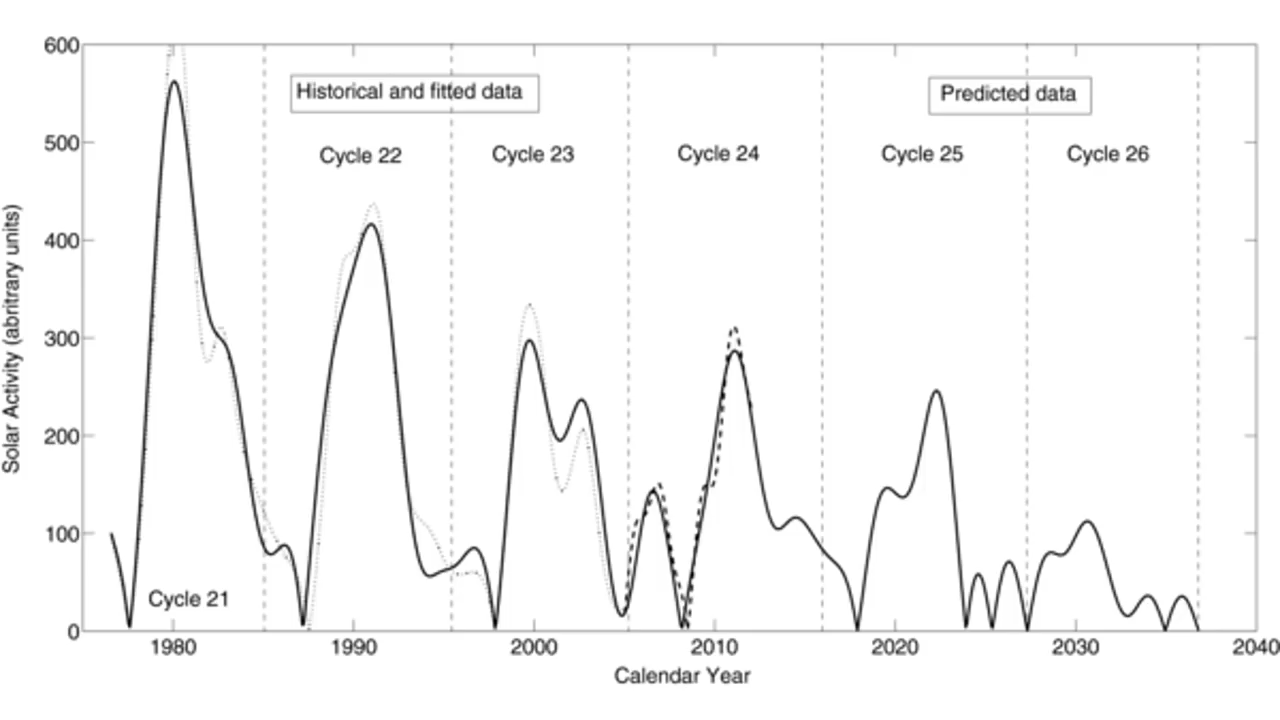 600
500
400
300
200
100
0
Solar Activity (abritrary units)
Historical and fitted data
Predicted data
Cycle 22
Cycle 23
Cycle 24
Cycle 25
Cycle 26
Cycle 21
1980
1990
2000
2010
2020
2030
2040
Calendar Year